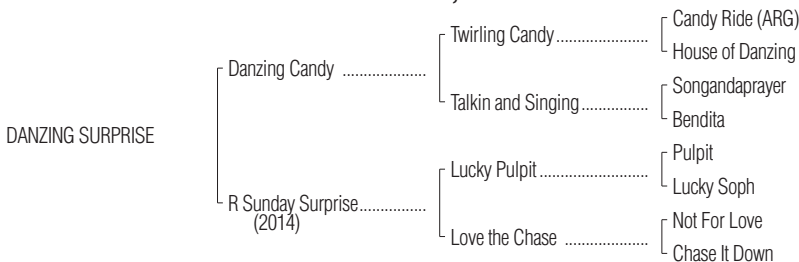 Candy Ride (ARG)
Twirling Candy.....................
House of Danzing
Danzing Candy ....................
Songandaprayer
Talkin and Singing...............
Bendita
DANZING SURPRISE
Pulpit
Lucky Pulpit.........................
Lucky Soph
R Sunday Surprise................
(2014)
Not For Love
Love the Chase ...................
Chase It Down